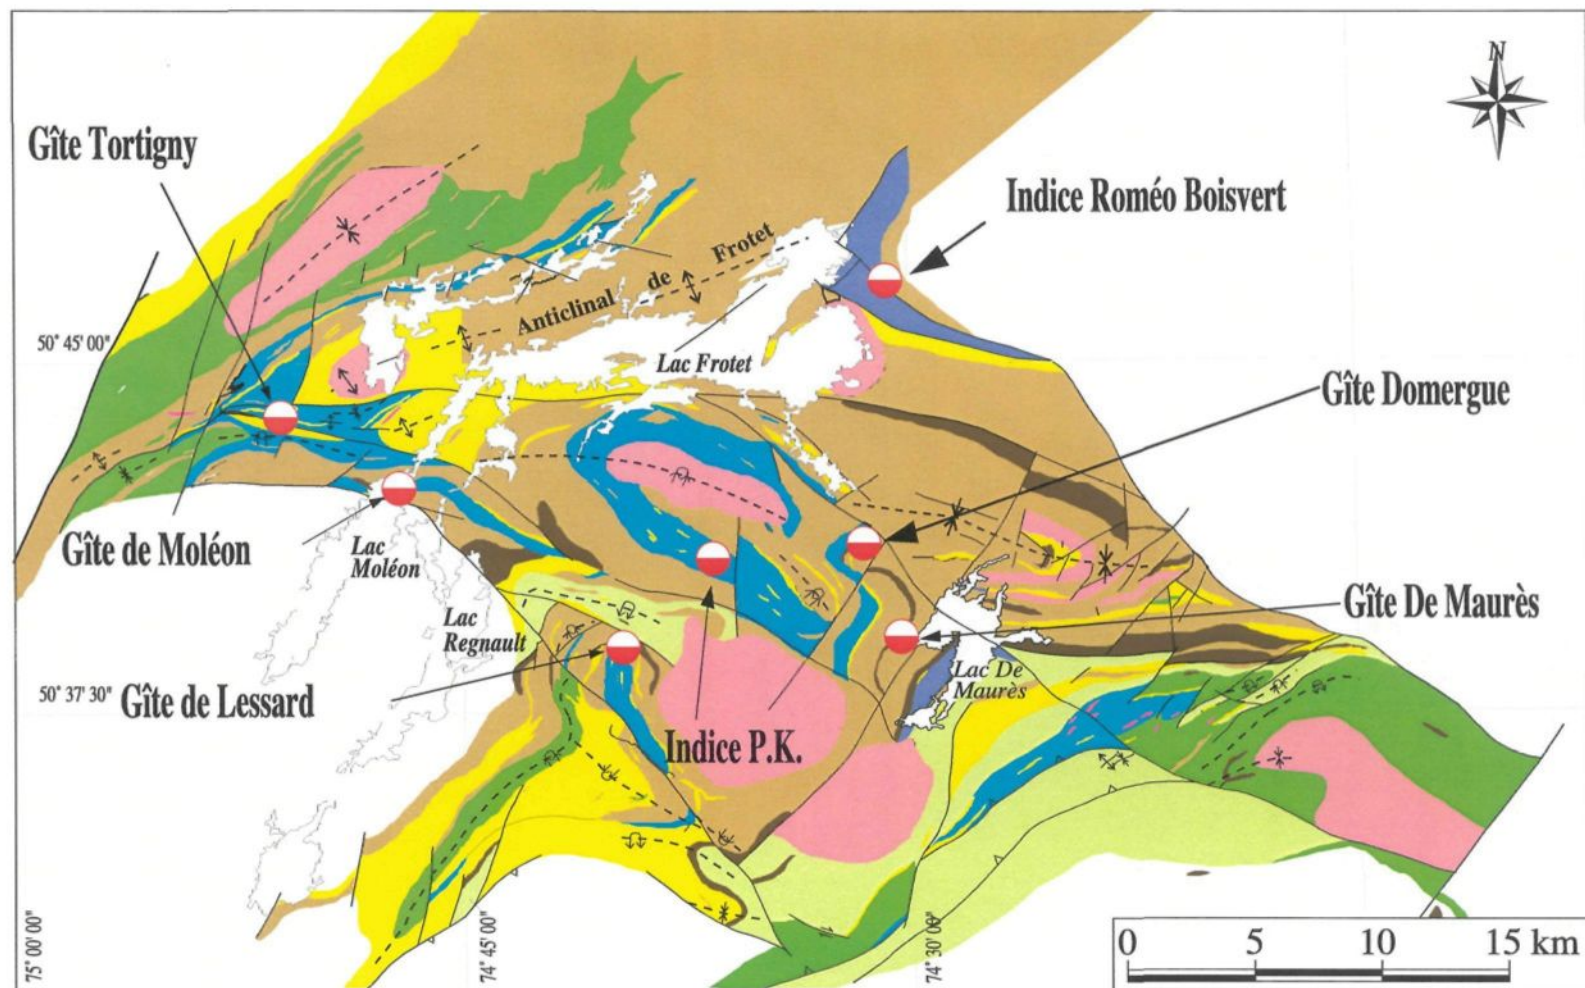 N
Gîte Tortigny
Indice Roméo Boisvert
Anticlinal de Frotet
50° 45' 00"
Lac Frotet
Gîte Domergue
Gîte de Moléon
Lac
Moléon
Gîte De Maurès
Lac
Regnault
Lac De
Maurès
50° 37' 30"
Gîte de Lessard
Indice P.K.
75° 00' 00"
74° 45' 00"
74° 30' 00"
0 5 10 15 km